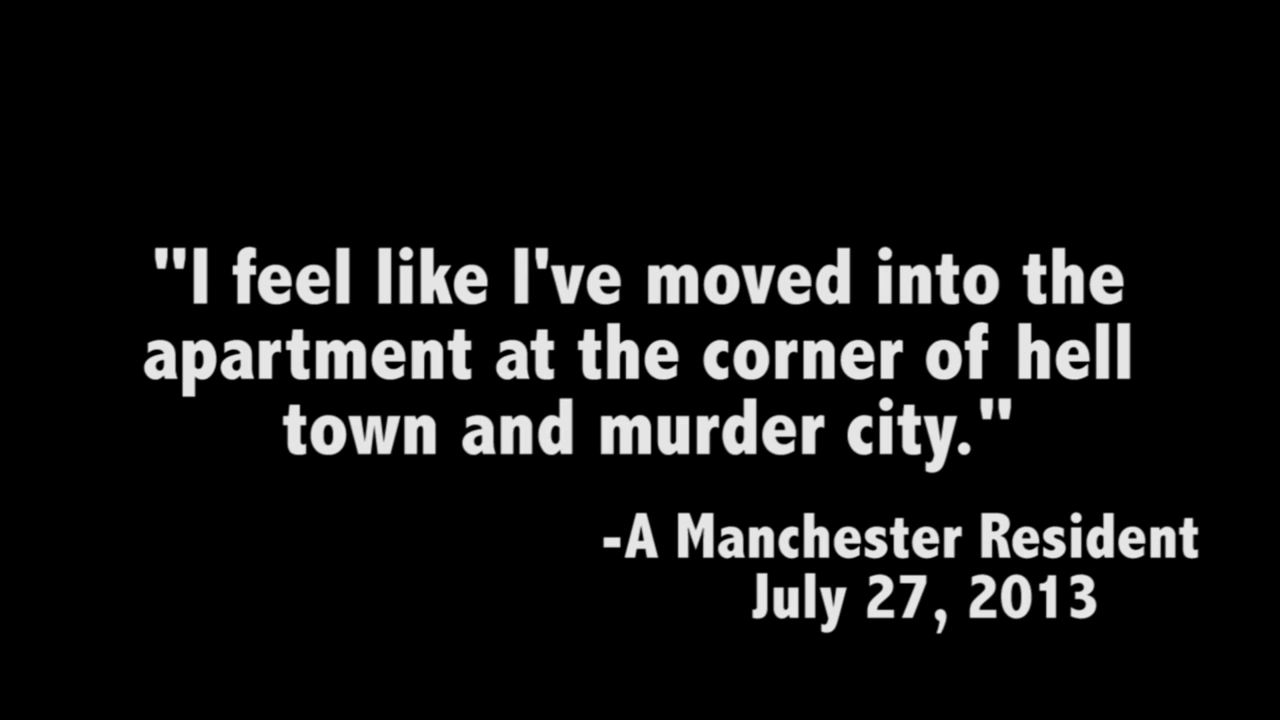 "I feel like I've moved into the
apartment at the corner of hell
town and murder city."
-A Manchester Resident
July 27, 2013